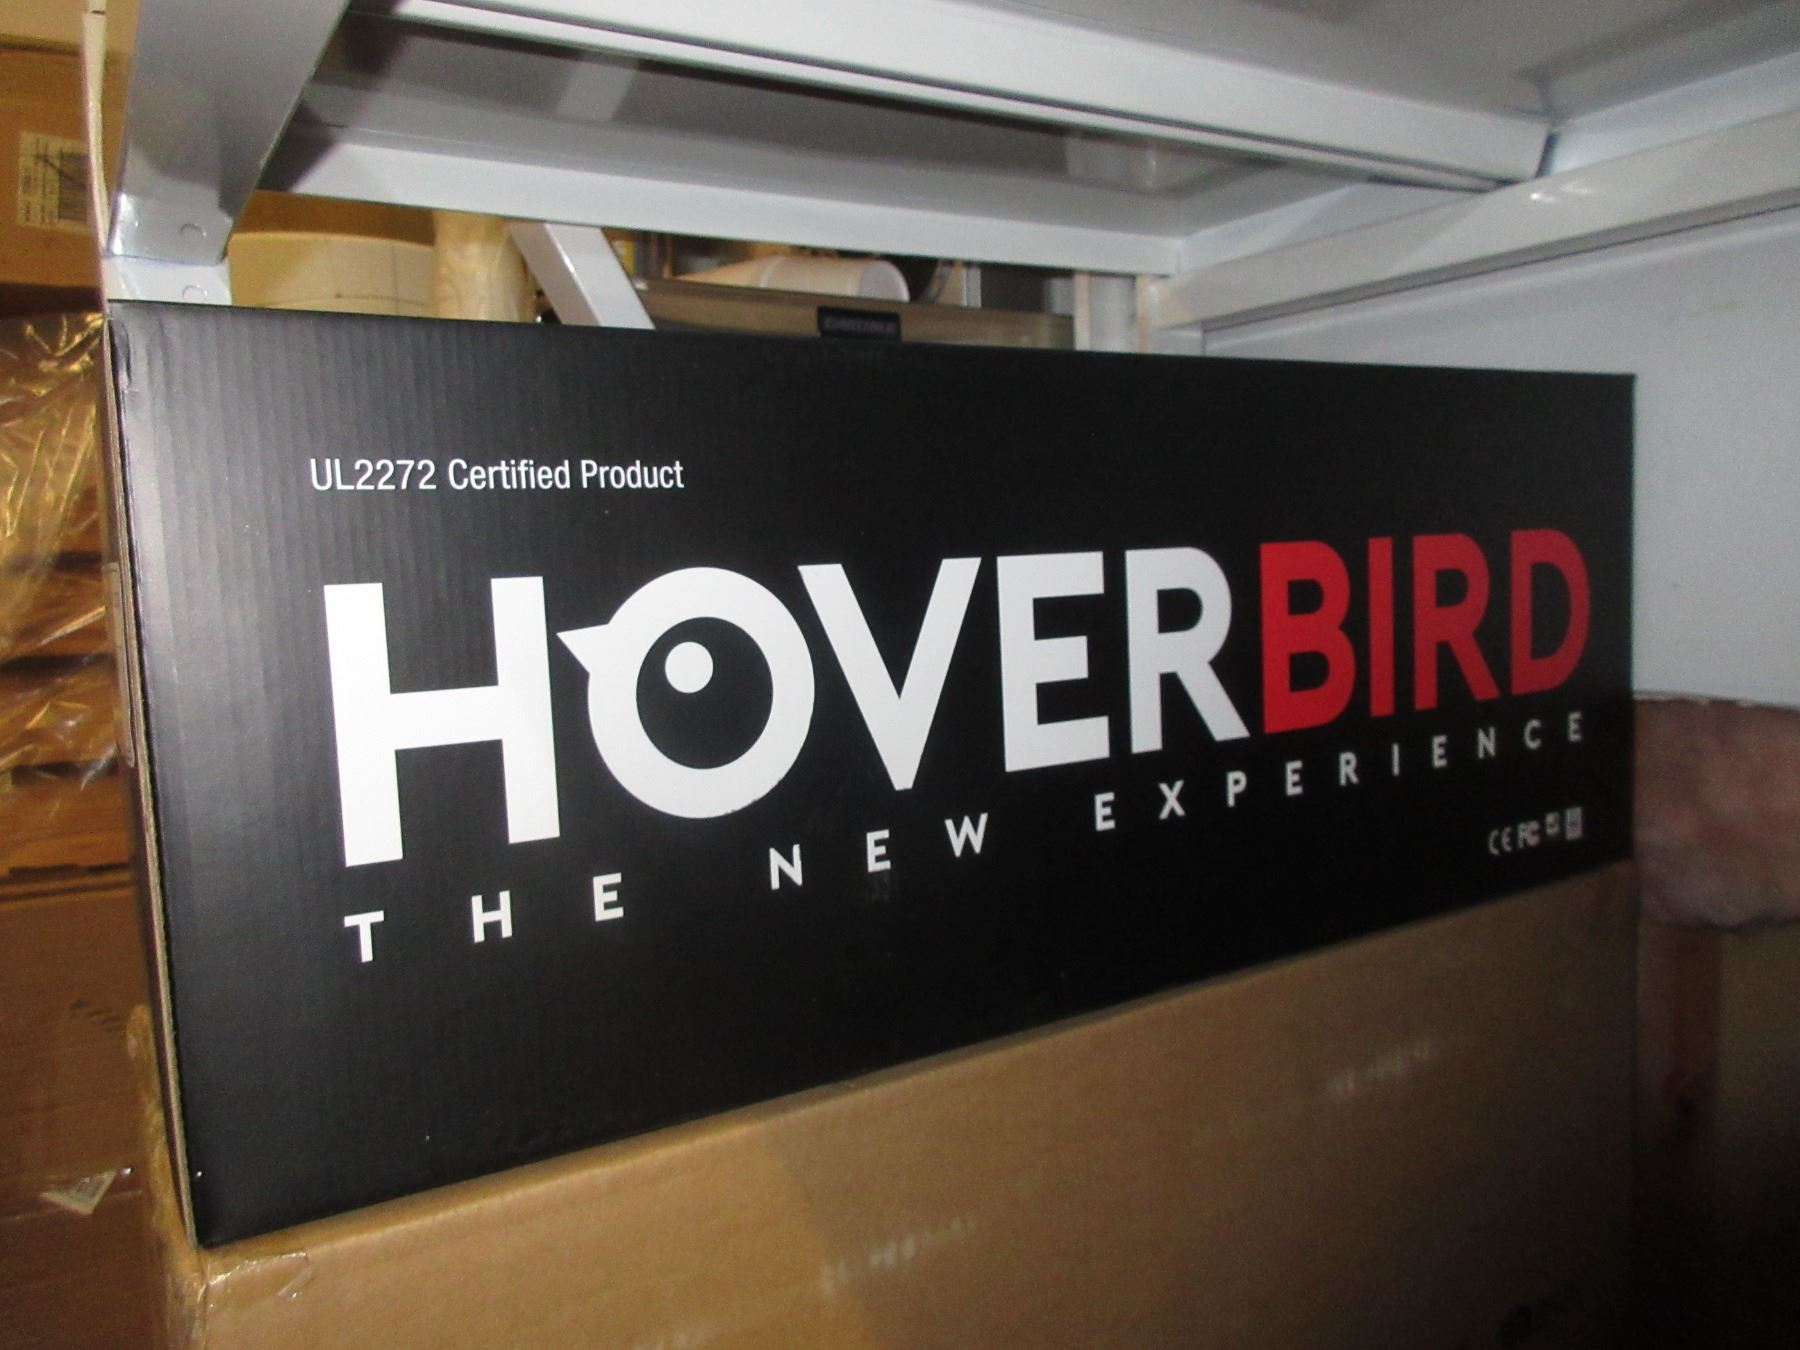 UL2272 Certified Product
HOVERBIRD
THE NEW EXPERIENCE
CE FC